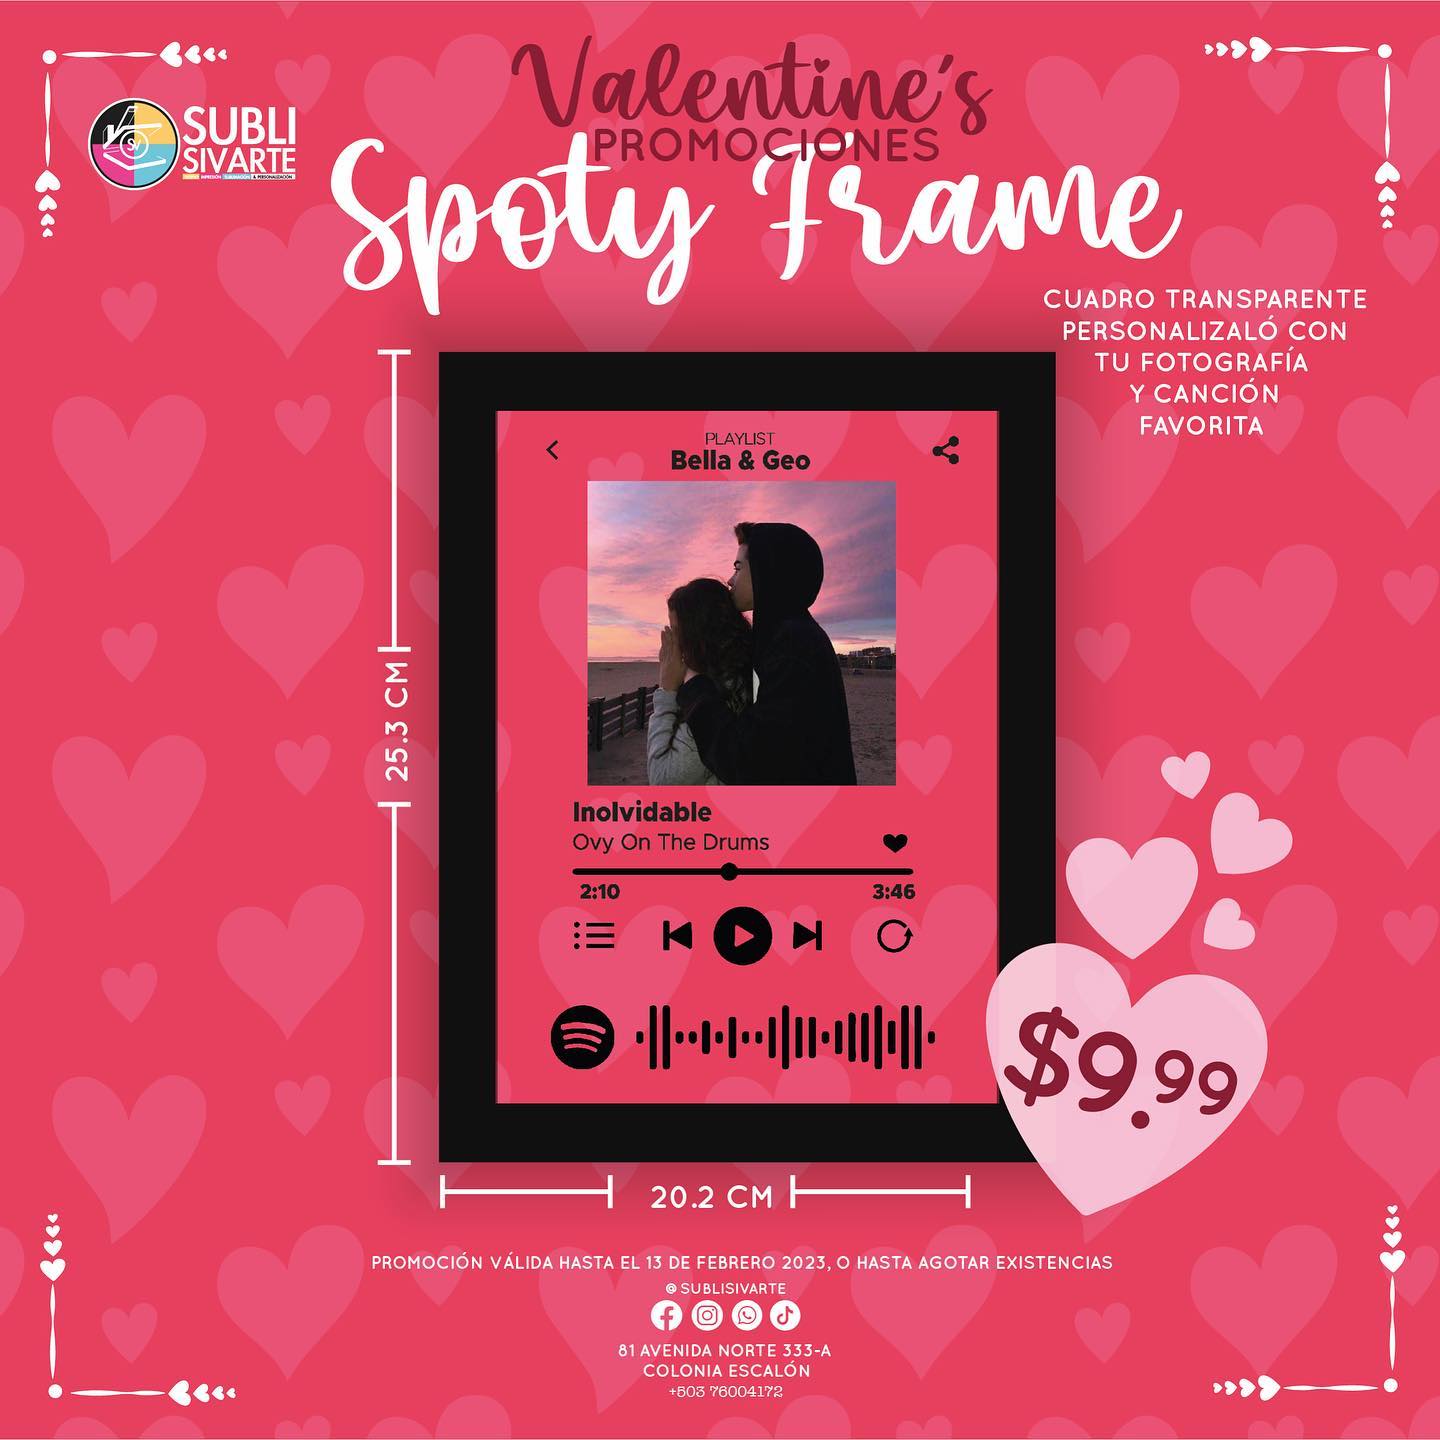 Valentine's
PROMOCIONES
SUBLI
SIVARTE
Spoty Frame
CUADRO TRANSPARENTE
PERSONALIZALÓ CON
TU FOTOGRAFÍA
Y CANCIÓN
FAVORITA
PLAYLIST
Bella & Geo
25.3 CM
Inolvidable
Ovy On The Drums
2:10 3:46
$9.99
20.2 CM
PROMOCIÓN VÁLIDA HASTA EL 13 DE FEBRERO 2023, O HASTA AGOTAR EXISTENCIAS
@SUBLISIVARTE
81 AVENIDA NORTE 333-A
COLONIA ESCALÓN
+503 76004172